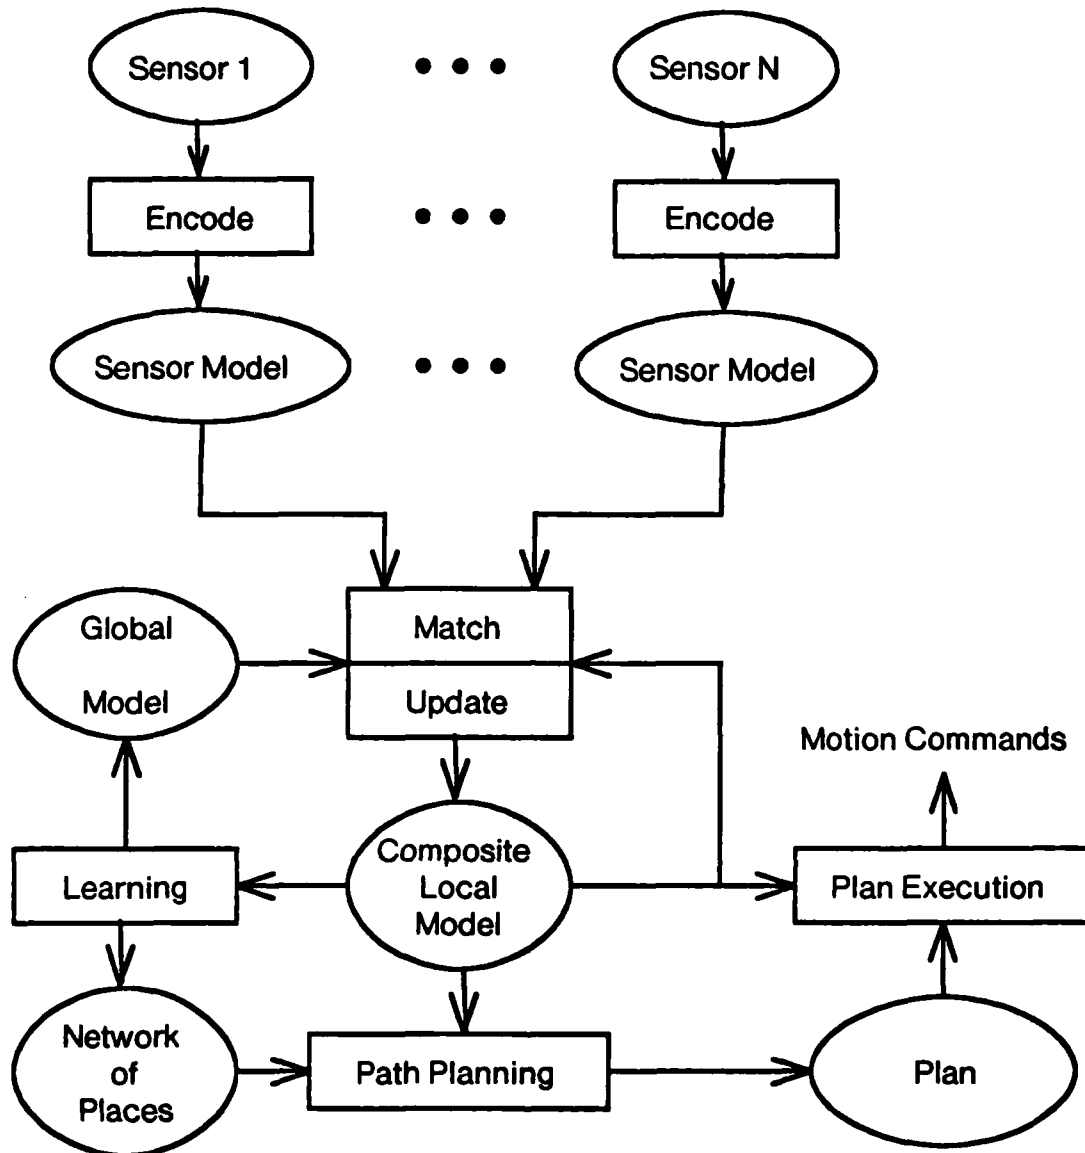 Sensor 1
Sensor N
Encode
Encode
Sensor Model
Sensor Model
Global
Model
Match
Update
Motion Commands
Composite
Local
Model
Learning
Plan Execution
Network
of
Places
Path Planning
Plan